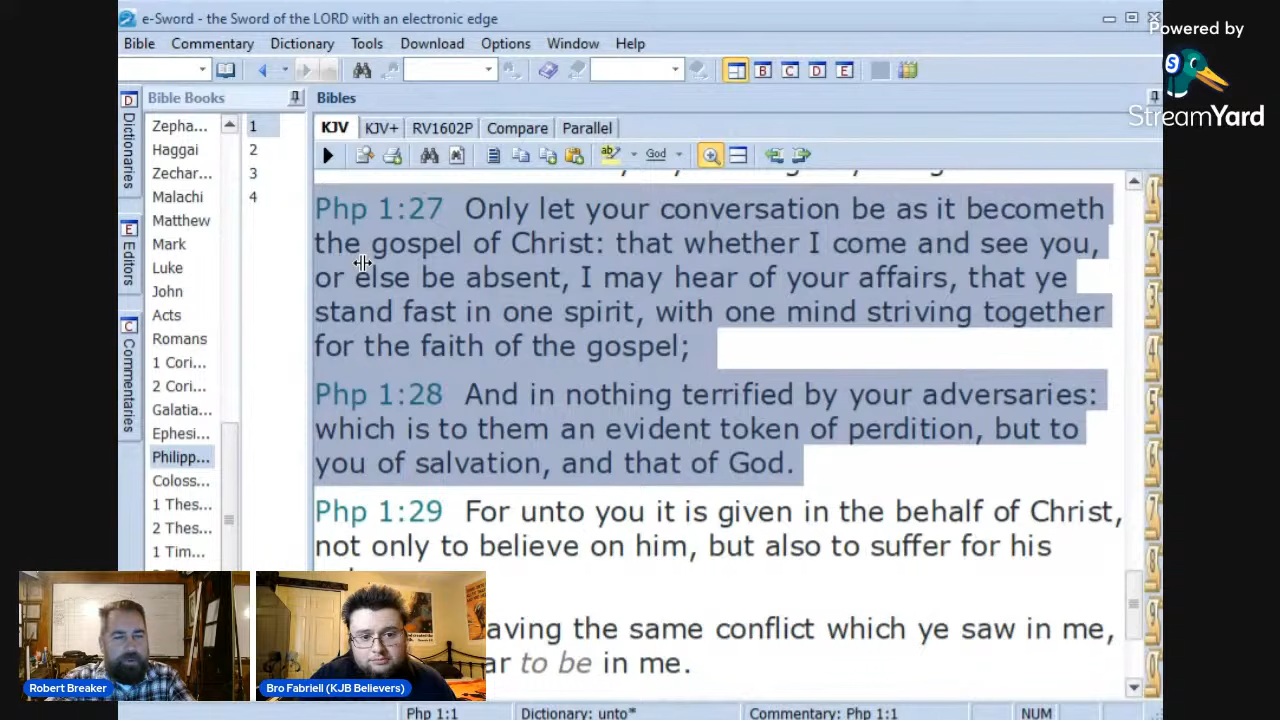 e-Sword - the Sword of the LORD with an electronic edge
Powered by
StreamYard
Bible Commentary Dictionary Tools Download Options Window Help
B C D E
D Dictionaries
E Editors
C Commentaries
Bible Books
Zepha...
Haggai
Zechar...
Malachi
Matthew
Mark
Luke
John
Acts
Romans
1 Cori...
2 Cori...
Galatia...
Ephesi...
Philipp...
Coloss...
1 Thes...
2 Thes...
1 Tim...
1
2
3
4
Bibles
KJV KJV+ RV1602P Compare Parallel
ab God
Php 1:27 Only let your conversation be as it becometh
the gospel of Christ: that whether I come and see you,
or else be absent, I may hear of your affairs, that ye
stand fast in one spirit, with one mind striving together
for the faith of the gospel;
Php 1:28 And in nothing terrified by your adversaries:
which is to them an evident token of perdition, but to
you of salvation, and that of God.
Php 1:29 For unto you it is given in the behalf of Christ,
not only to believe on him, but also to suffer for his
aving the same conflict which ye saw in me,
ar to be in me.
1
2
3
4
5
6
7
8
9
Robert Breaker
Bro Fabriell (KJB Believers)
Php 1:1 Dictionary: unto* Commentary: Php 1:1 NUM